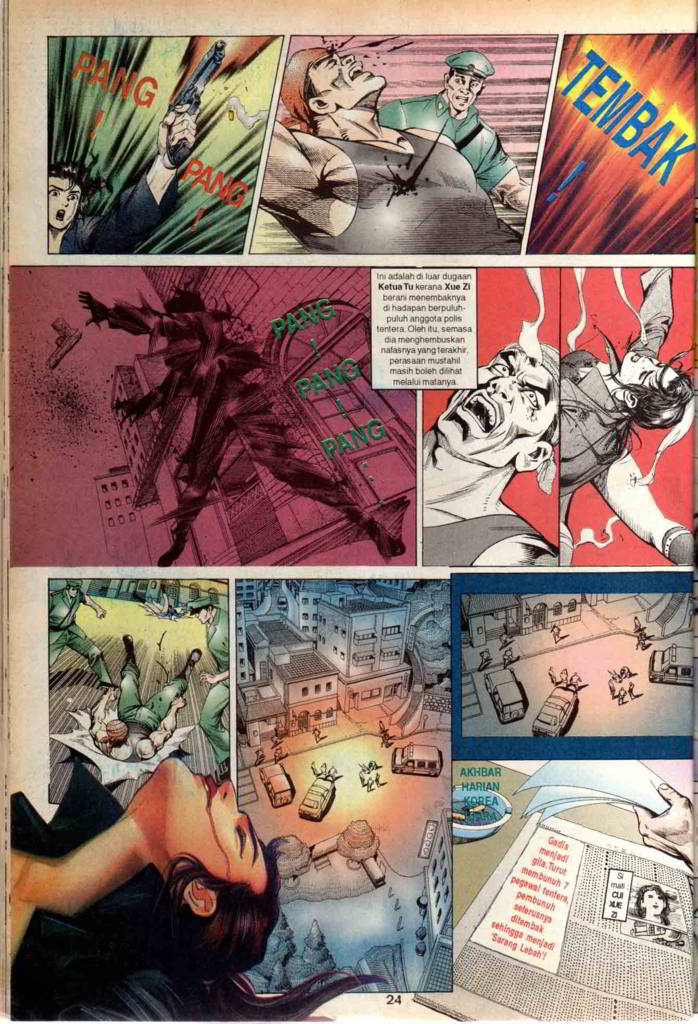 PANG
!
PANG
!
TEMBAK
!
Ini adalah di luar dugaan
Ketua Tu kerana Xue Zi
berani menembaknya
di hadapan berpuluh-
puluh anggota polis
tentera. Oleh itu, semasa
dia menghembuskan
nafasnya yang terakhir,
perasaan mustahil
masih boleh dilihat
melalui matanya.
PANG
!
PANG
!
PANG
AKHBAR
HARIAN
KOREA
Gadis
menjadi
gila. Turut
membunuh 7
pegawai tentera,
pembunuh
seterusnya
ditembak
sehingga menjadi
'Sarang Lebah'!
Si
mati :
CUI
XUE
ZI
24